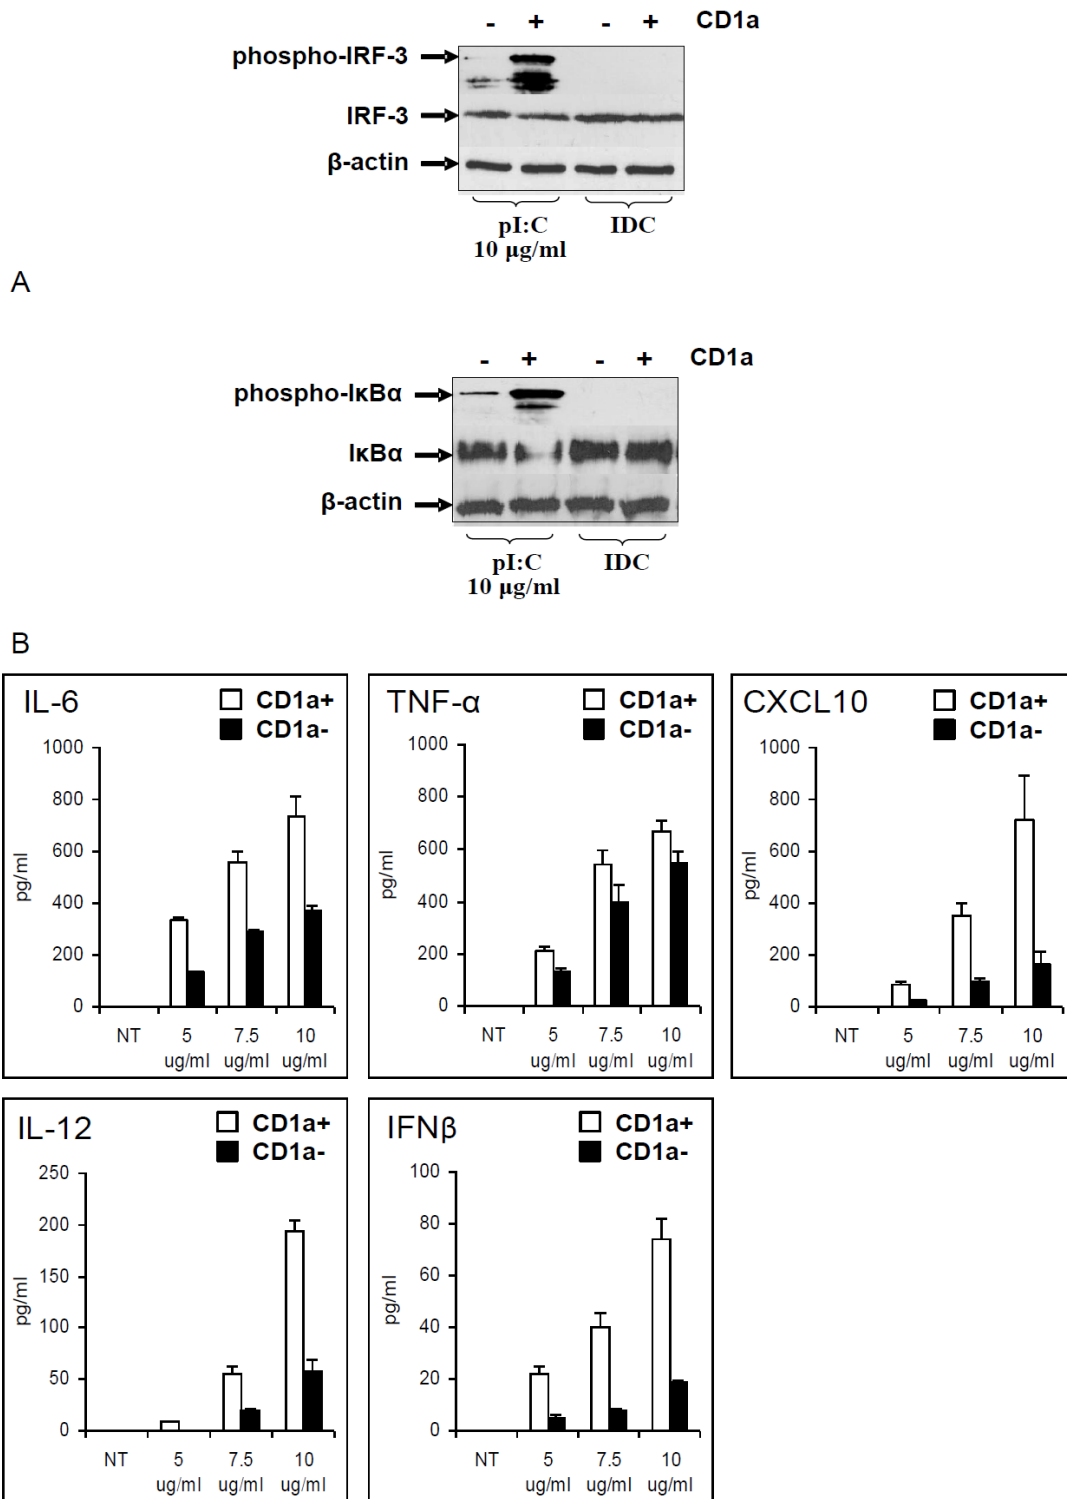 - + - + CD1a
phospho-IRF-3
IRF-3
β-actin
pI:C IDC
10 µg/ml
A
- + - + CD1a
phospho-IκBα
IκBα
β-actin
pI:C IDC
10 µg/ml
B
IL-6
CD1a+
CD1a-
1000
800
600
400
200
0
pg/ml
NT 5 7.5 10
ug/ml ug/ml ug/ml
TNF-α
CD1a+
CD1a-
1000
800
600
400
200
0
pg/ml
NT 5 7.5 10
ug/ml ug/ml ug/ml
CXCL10
CD1a+
CD1a-
1000
800
600
400
200
0
pg/ml
NT 5 7.5 10
ug/ml ug/ml ug/ml
IL-12
CD1a+
CD1a-
250
200
150
100
50
0
pg/ml
NT 5 7.5 10
ug/ml ug/ml ug/ml
IFNβ
CD1a+
CD1a-
100
80
60
40
20
0
pg/ml
NT 5 7.5 10
ug/ml ug/ml ug/ml